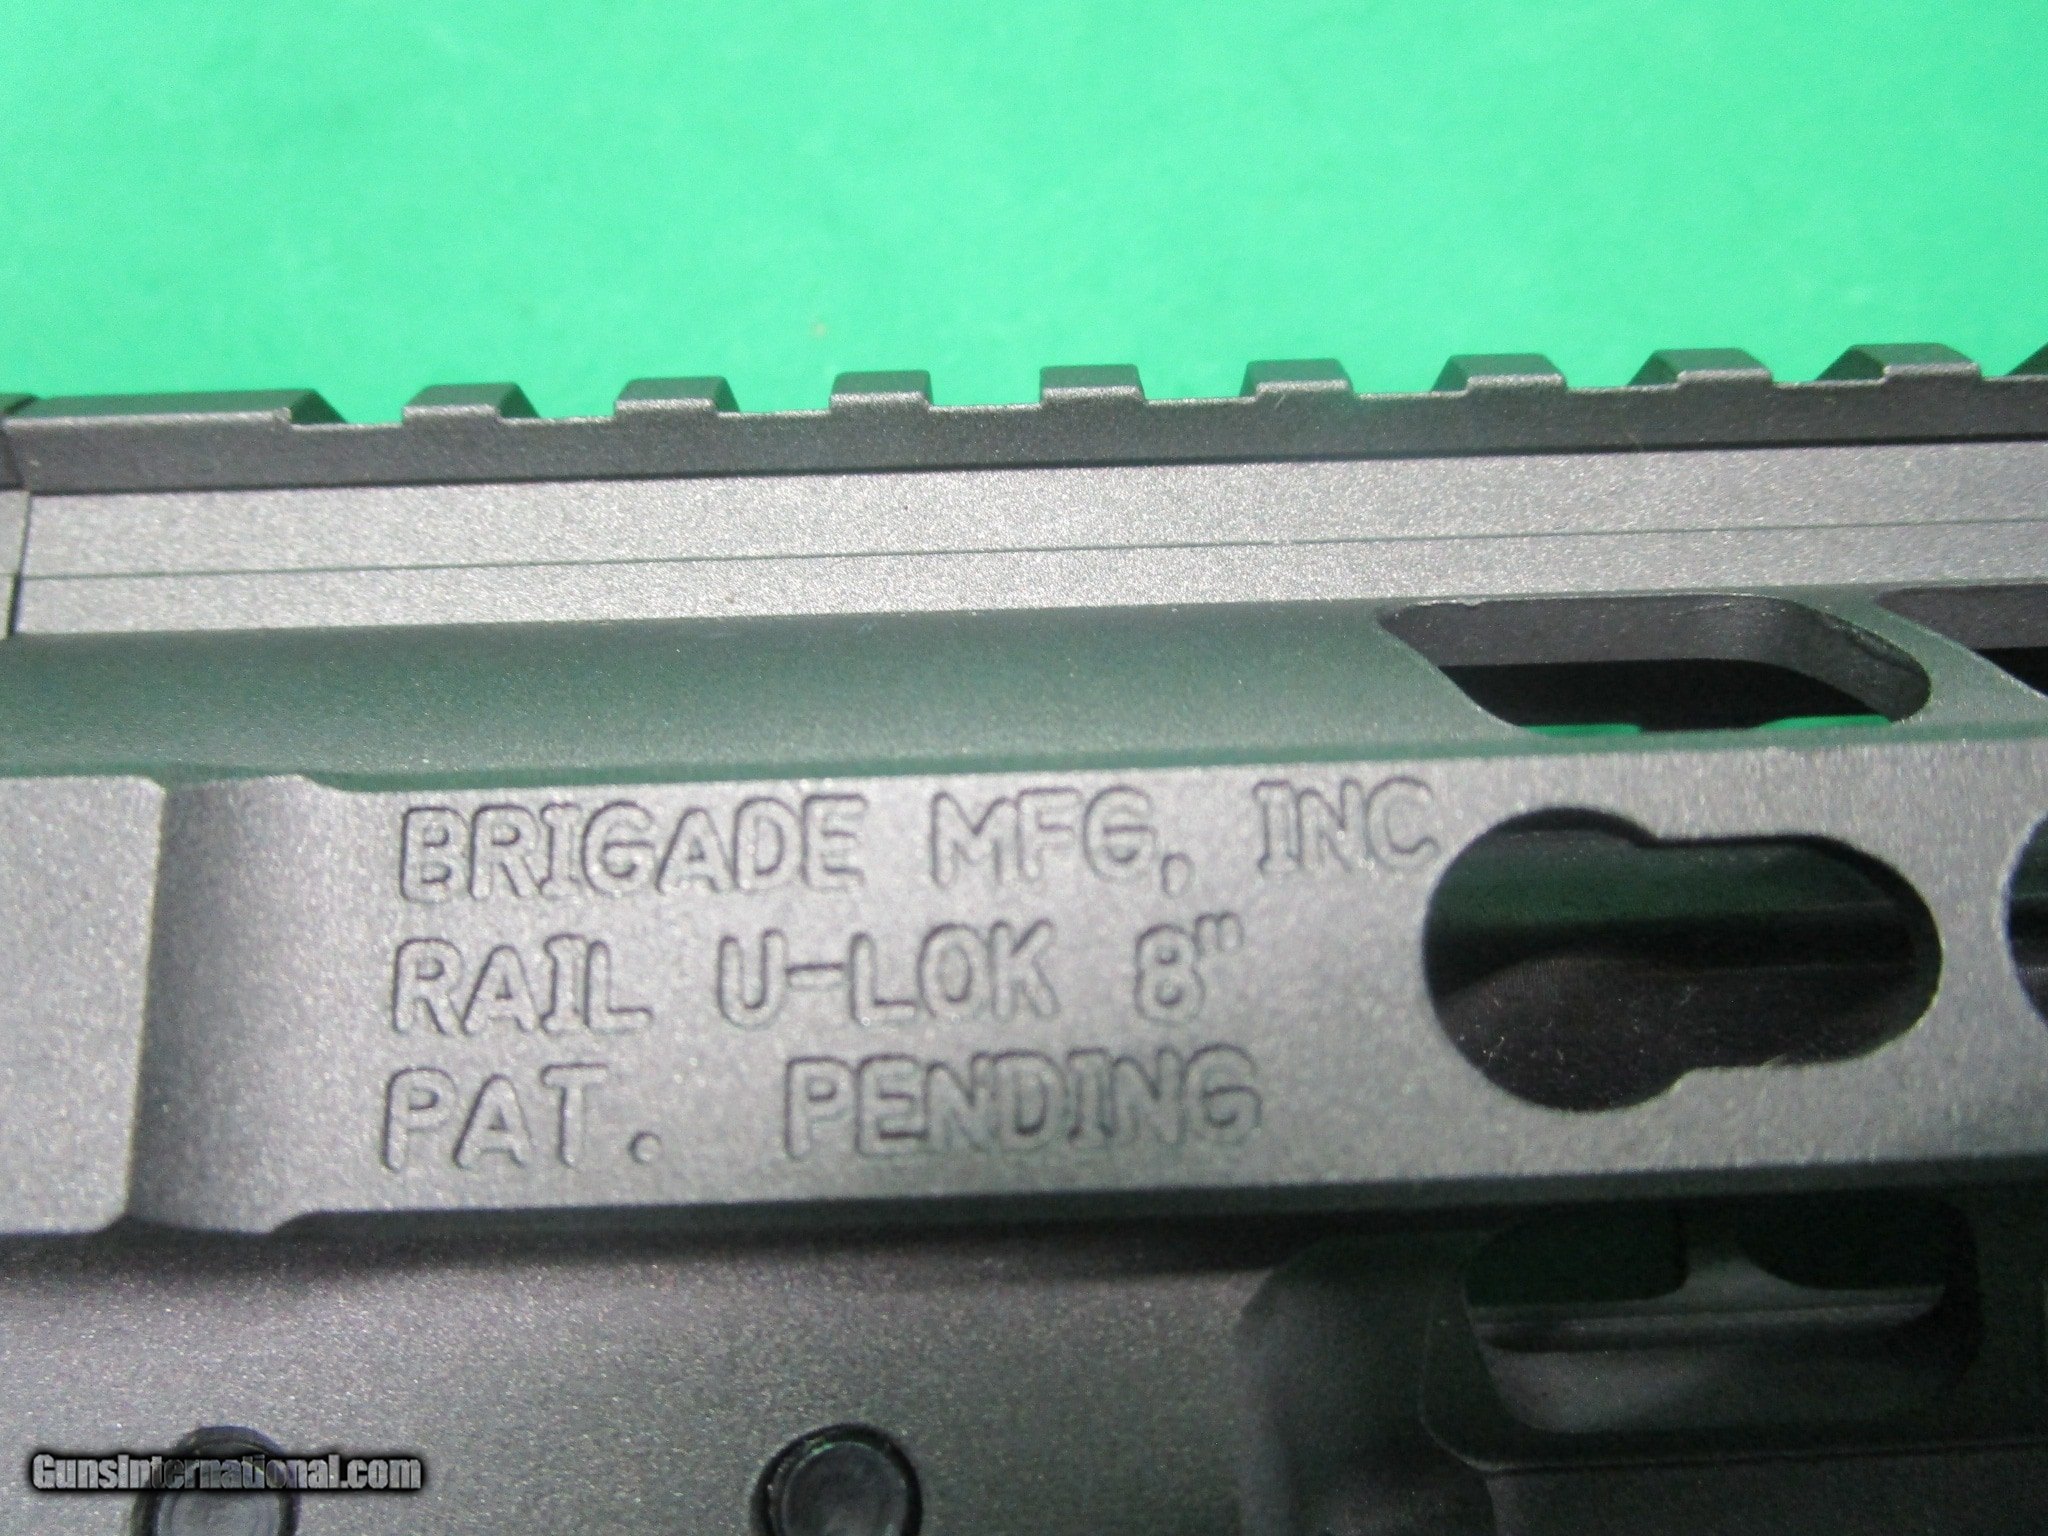 BRIGADE MFG, INC
RAIL U-LOK 8"
PAT. PENDING
GunsInternational.com